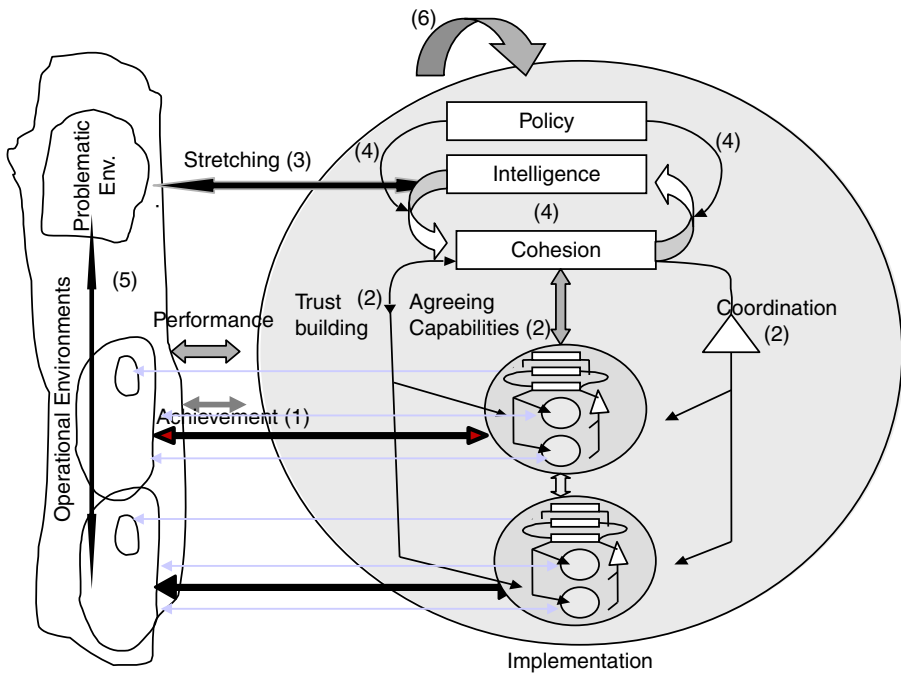 (6)
Policy
(4)
(4)
Problematic
Env.
Stretching (3)
Intelligence
(4)
Cohesion
(5)
Operational Environments
Performance
Trust
building
(2)
Agreeing
Capabilities (2)
Coordination
(2)
Achievement (1)
Implementation